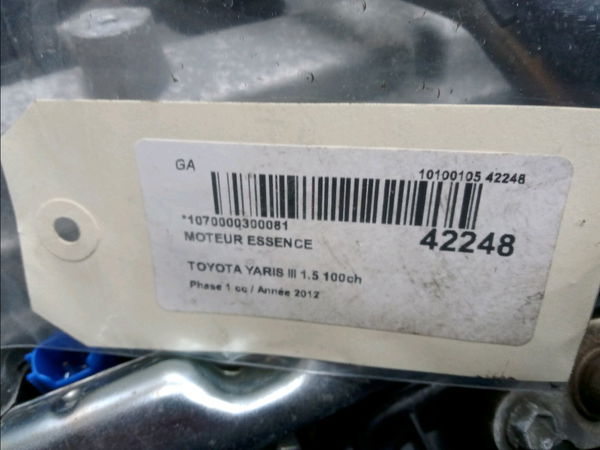 GA
10100105 42248
*1070000300081
MOTEUR ESSENCE
42248
TOYOTA YARIS III 1.5 100ch
Phase 1 cc / Année 2012